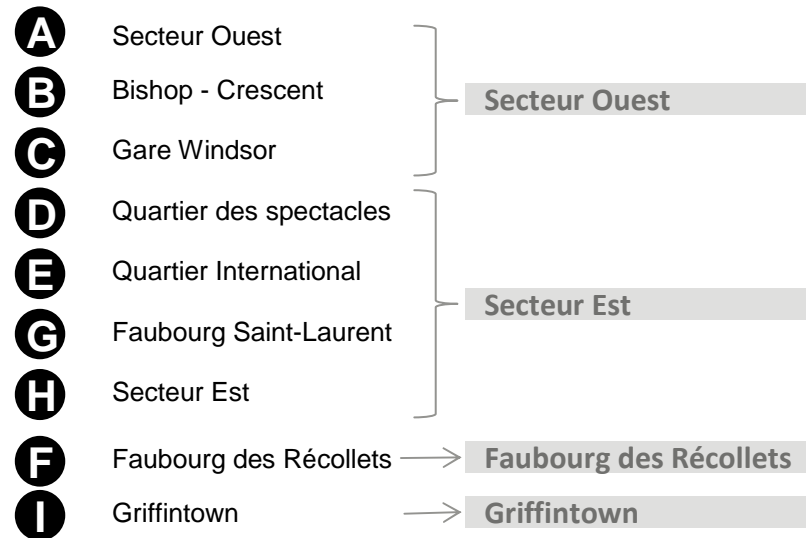 A Secteur Ouest
B Bishop - Crescent
Secteur Ouest
C Gare Windsor
D Quartier des spectacles
E Quartier International
Secteur Est
G Faubourg Saint-Laurent
H Secteur Est
F Faubourg des Récollets Faubourg des Récollets
I Griffintown Griffintown